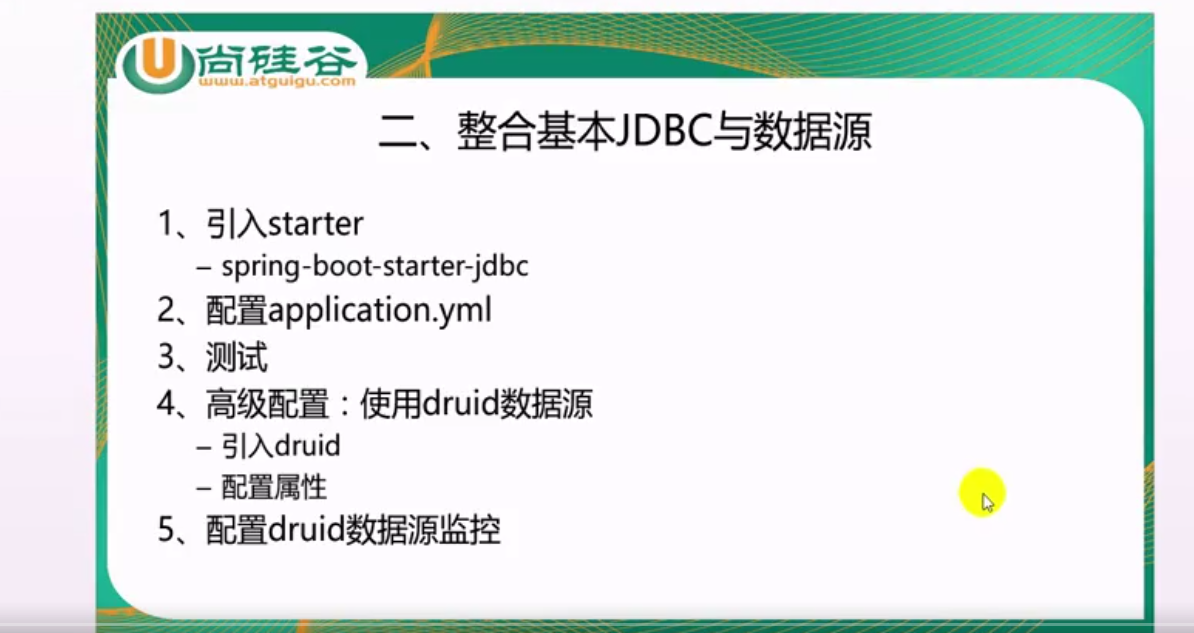 尚硅谷
www.atguigu.com
二、整合基本JDBC与数据源
1、引入starter
– spring-boot-starter-jdbc
2、配置application.yml
3、测试
4、高级配置：使用druid数据源
– 引入druid
– 配置属性
5、配置druid数据源监控